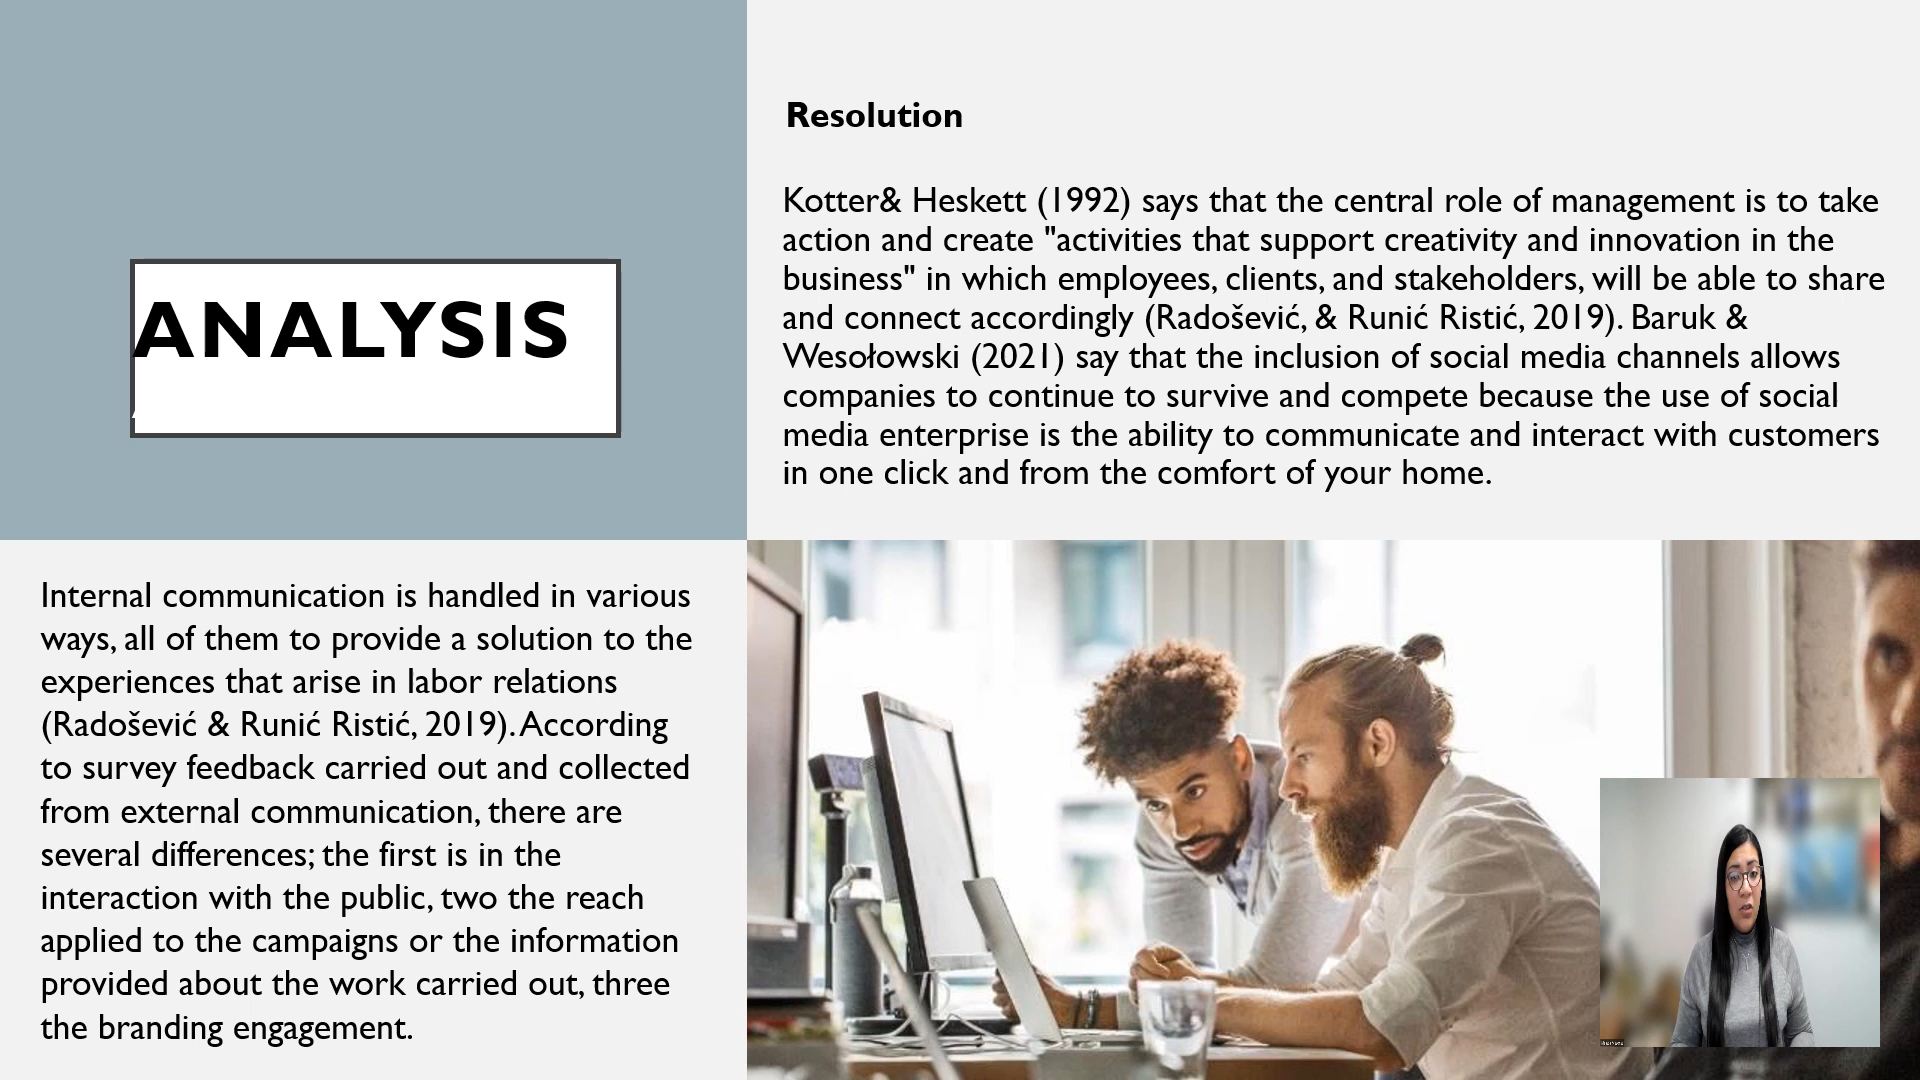 ANALYSIS
Resolution
Kotter& Heskett (1992) says that the central role of management is to take
action and create "activities that support creativity and innovation in the
business" in which employees, clients, and stakeholders, will be able to share
and connect accordingly (Radošević, & Runić Ristić, 2019). Baruk &
Wesołowski (2021) say that the inclusion of social media channels allows
companies to continue to survive and compete because the use of social
media enterprise is the ability to communicate and interact with customers
in one click and from the comfort of your home.
Internal communication is handled in various
ways, all of them to provide a solution to the
experiences that arise in labor relations
(Radošević & Runić Ristić, 2019). According
to survey feedback carried out and collected
from external communication, there are
several differences; the first is in the
interaction with the public, two the reach
applied to the campaigns or the information
provided about the work carried out, three
the branding engagement.